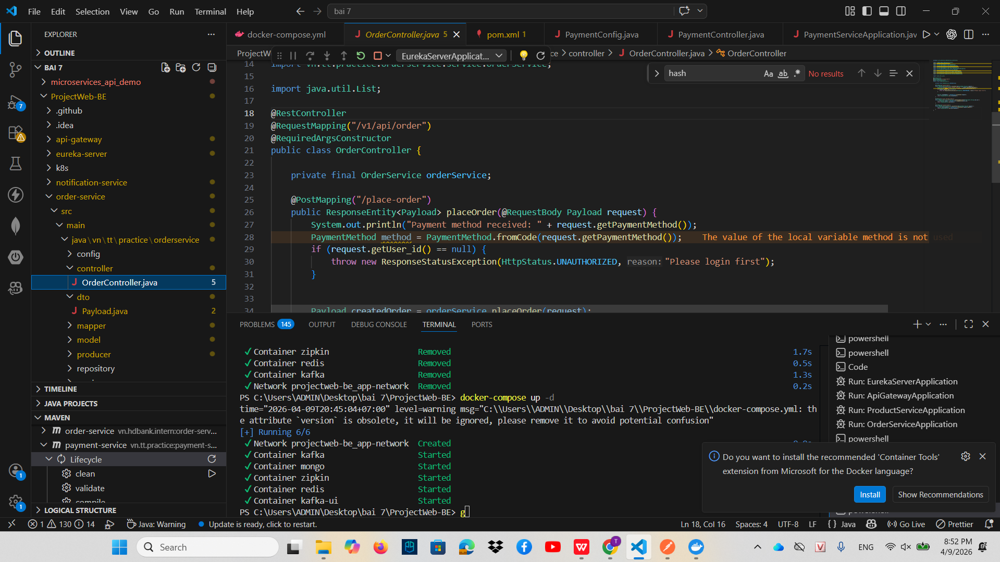 File Edit Selection View Go Run Terminal Help
bai 7
EXPLORER
OUTLINE
BAI 7
microservices_api_demo
ProjectWeb-BE
.github
.idea
api-gateway
eureka-server
k8s
notification-service
order-service
src
main
java\vn\tt\practice\orderservice
config
controller
OrderController.java 5
dto
Payload.java 2
mapper
model
producer
repository
TIMELINE
JAVA PROJECTS
MAVEN
order-service vn.hdbank.intern:order-serv...
payment-service vn.tt.practice:payment-s...
Lifecycle
clean
validate
compile
LOGICAL STRUCTURE
7
1
1
docker-compose.yml
OrderController.java 5
pom.xml 1
PaymentConfig.java
PaymentController.java
PaymentServiceApplication.jav
ProjectW
EurekaServerApplicat...
ce > controller > OrderController.java > OrderController
hash
Aa ab .* No results
14 import vn.tt.practice.orderservice.service.OrderService;
15
16 import java.util.List;
17
18 @RestController
19 @RequestMapping("/v1/api/order")
20 @RequiredArgsConstructor
21 public class OrderController {
22
23 private final OrderService orderService;
24
25 @PostMapping("/place-order")
26 public ResponseEntity<Payload> placeOrder(@RequestBody Payload request) {
27 System.out.println("Payment method received: " + request.getPaymentMethod());
28 PaymentMethod method = PaymentMethod.fromCode(request.getPaymentMethod()); The value of the local variable method is not used
29 if (request.getUser_id() == null) {
30 throw new ResponseStatusException(HttpStatus.UNAUTHORIZED, reason: "Please login first");
31 }
32
33
34 Payload createdOrder = orderService.placeOrder(request);
PROBLEMS 145 OUTPUT DEBUG CONSOLE TERMINAL PORTS
✓ Container zipkin Removed 1.7s
✓ Container redis Removed 0.5s
✓ Container kafka Removed 1.3s
✓ Network projectweb-be_app-network Removed 0.2s
PS C:\Users\ADMIN\Desktop\bai 7\ProjectWeb-BE> docker-compose up -d
time="2026-04-09T20:45:04+07:00" level=warning msg="C:\\Users\\ADMIN\\Desktop\\bai 7\\ProjectWeb-BE\\docker-compose.yml: th
e attribute `version` is obsolete, it will be ignored, please remove it to avoid potential confusion"
[+] Running 6/6
✓ Network projectweb-be_app-network Created
✓ Container kafka Started
✓ Container mongo Started
✓ Container zipkin Started
✓ Container redis Started
✓ Container kafka-ui Started
PS C:\Users\ADMIN\Desktop\bai 7\ProjectWeb-BE> g
powershell
powershell
Code
Run: EurekaServerApplication
Run: ApiGatewayApplication
Run: ProductServiceApplication
Run: OrderServiceApplication
powershell
Do you want to install the recommended 'Container Tools'
extension from Microsoft for the Docker language?
Install
Show Recommendations
1 130 14 Java: Warning Update is ready, click to restart.
Ln 18, Col 16 Spaces: 4 UTF-8 LF {} Java Go Live Prettier
Search
ENG
8:52 PM
4/9/2026